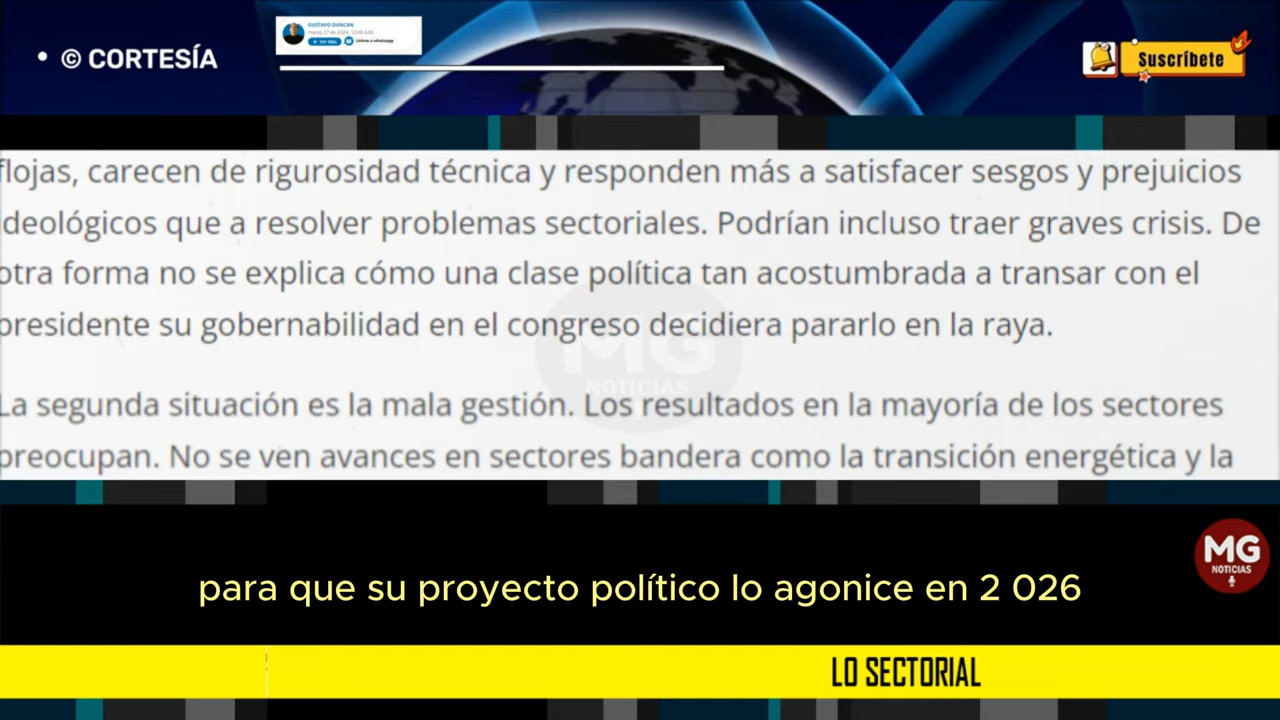 • © CORTESÍA
GUSTAVO DUNCAN
Suscríbete
flojas, carecen de rigurosidad técnica y responden más a satisfacer sesgos y prejuicios
ideológicos que a resolver problemas sectoriales. Podrían incluso traer graves crisis. De
otra forma no se explica cómo una clase política tan acostumbrada a transar con el
presidente su gobernabilidad en el congreso decidiera pararlo en la raya.
MG
NOTICIAS
La segunda situación es la mala gestión. Los resultados en la mayoría de los sectores
preocupan. No se ven avances en sectores bandera como la transición energética y la
MG
NOTICIAS
para que su proyecto político lo agonice en 2 026
LO SECTORIAL